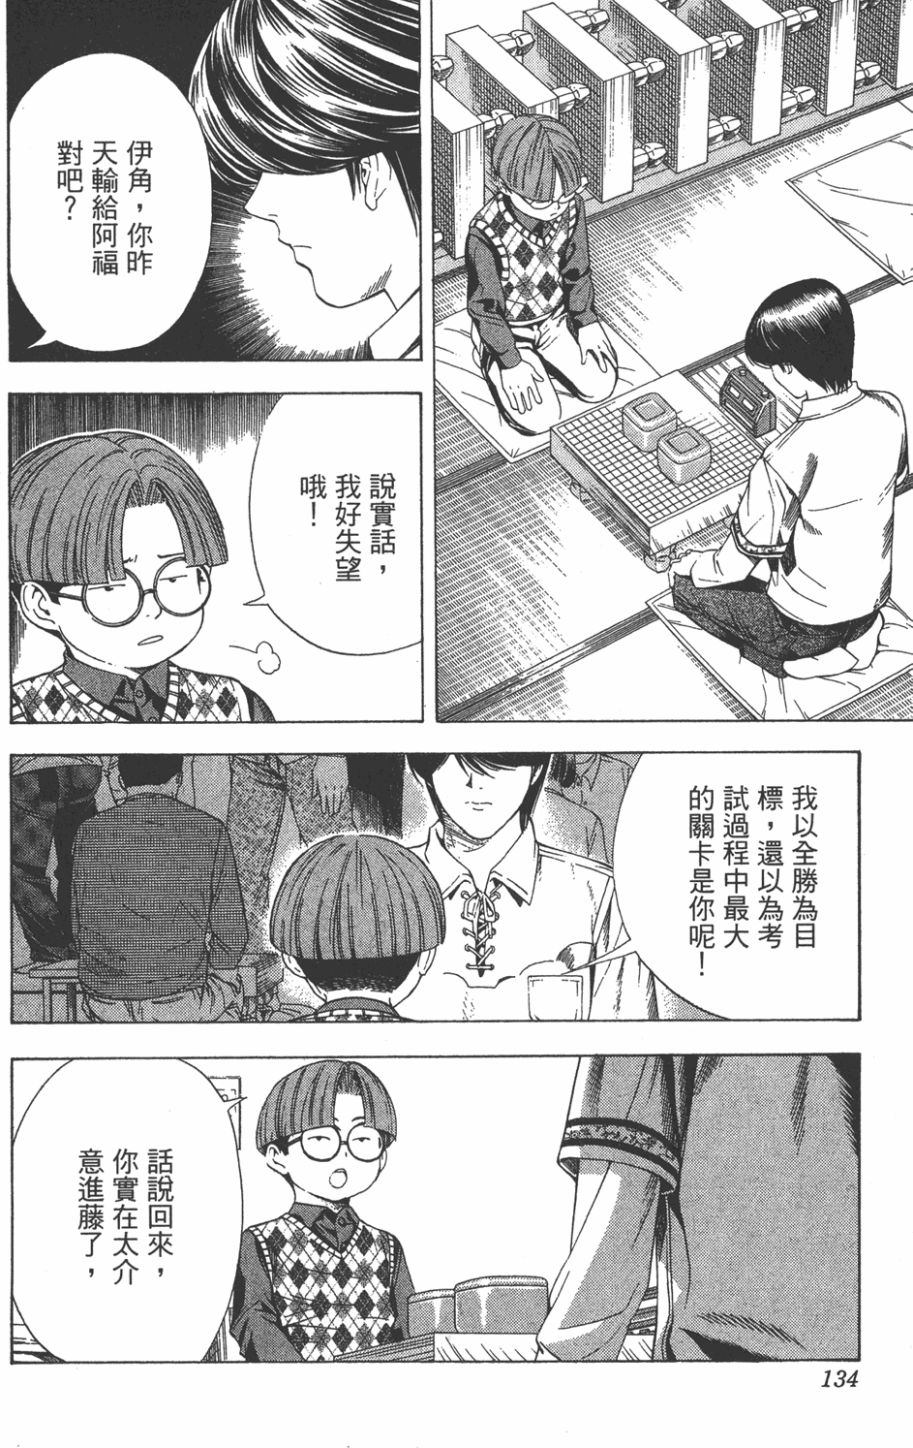 伊角，你昨
天輸給阿福
對吧？
說實話，
我好失望
哦！
我以全勝為目
標，還以為考
試過程中最大
的關卡是你呢！
話說回來，
你實在太介
意進藤了，
134